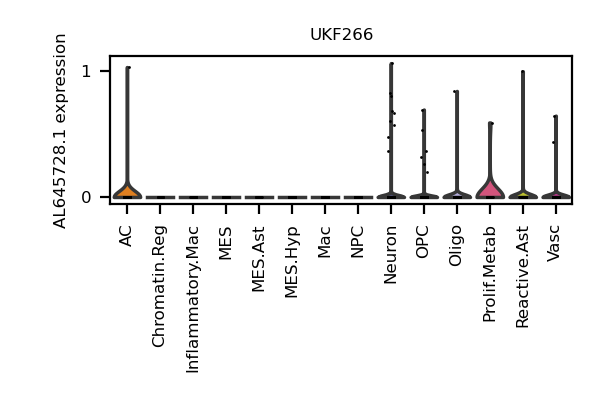 UKF266
AL645728.1 expression
1
0
AC
Chromatin.Reg
Inflammatory.Mac
MES
MES.Ast
MES.Hyp
Mac
NPC
Neuron
OPC
Oligo
Prolif.Metab
Reactive.Ast
Vasc